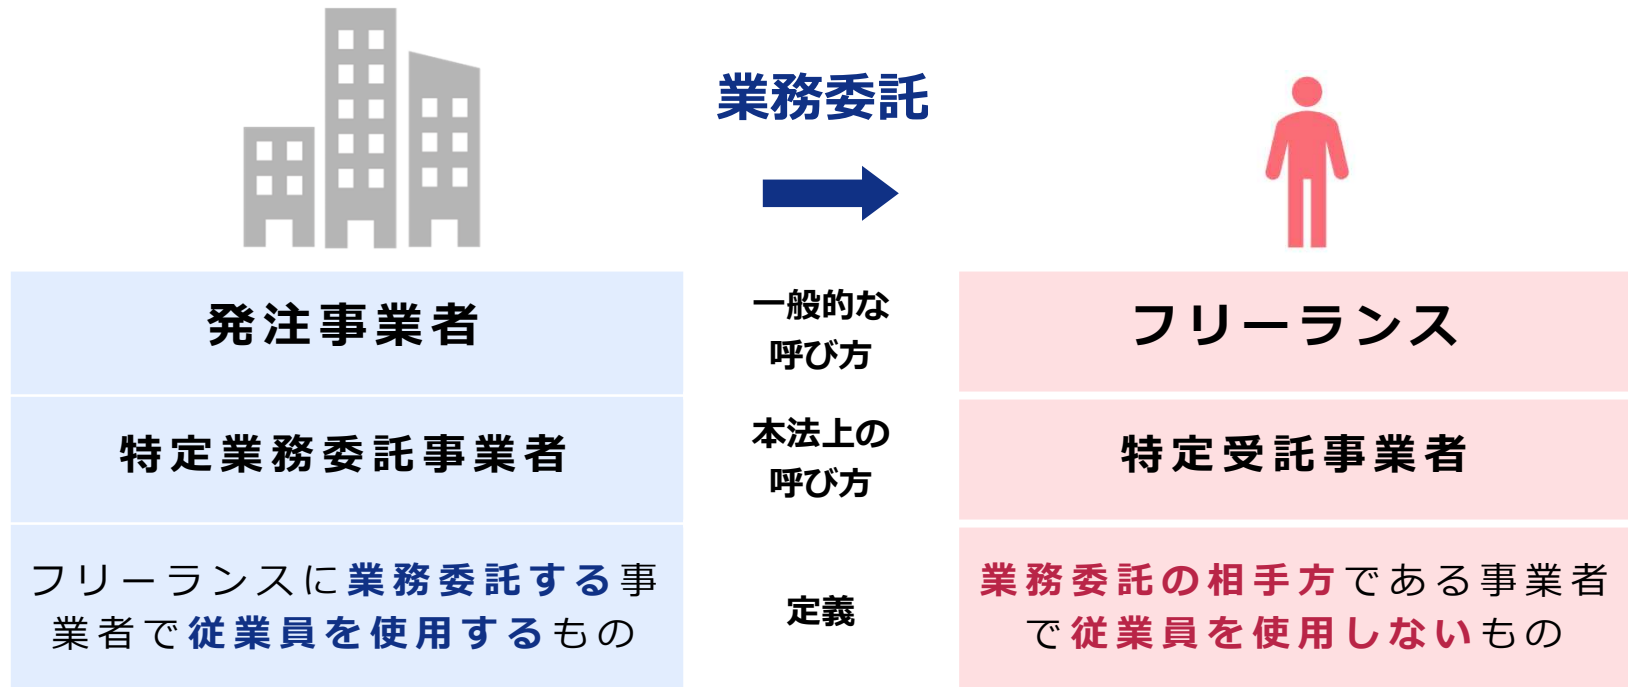 業務委託
発注事業者
一般的な
呼び方
フリーランス
特定業務委託事業者
本法上の
呼び方
特定受託事業者
フリーランスに業務委託する事
業者で従業員を使用するもの
定義
業務委託の相手方である事業者
で従業員を使用しないもの